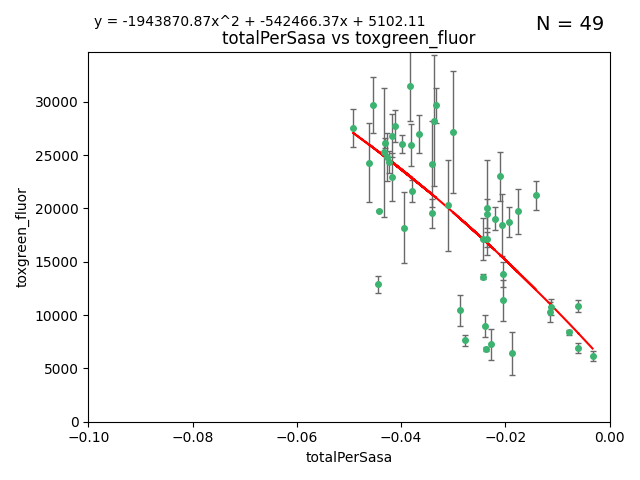 y = -1943870.87x^2 + -542466.37x + 5102.11
N = 49
totalPerSasa vs toxgreen_fluor
30000
25000
20000
15000
10000
5000
0
toxgreen_fluor
−0.10
−0.08
−0.06
−0.04
−0.02
0.00
totalPerSasa